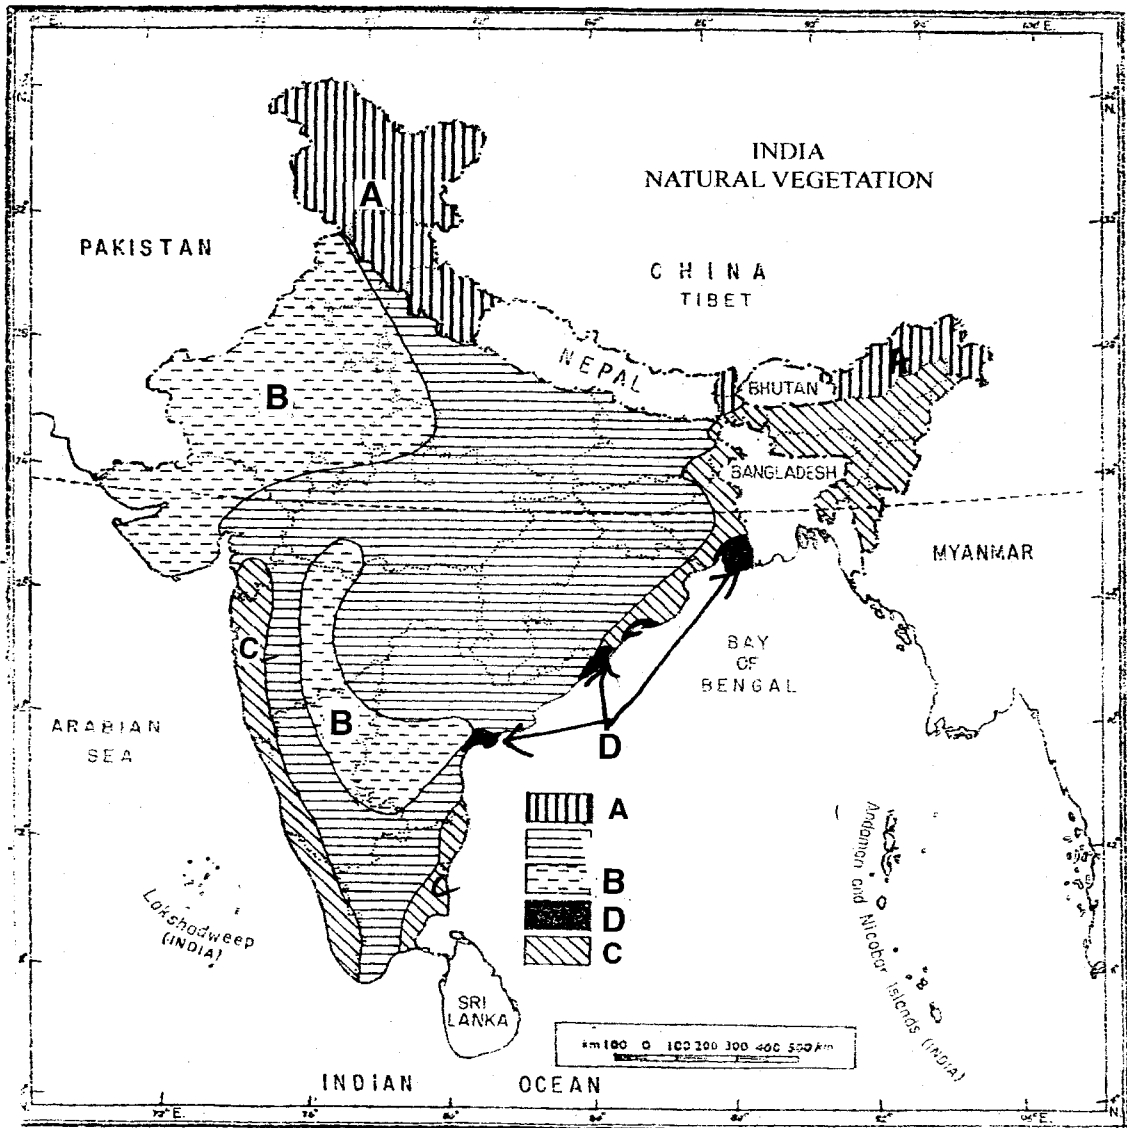 INDIA
NATURAL VEGETATION
A
PAKISTAN
CHINA
TIBET
NEPAL
BHUTAN
A
B
BANGLADESH
MYANMAR
C
BAY
OF
BENGAL
B
ARABIAN
SEA
D
A
B
D
C
C
Lakshadweep
(INDIA)
Andaman and Nicobar Islands (INDIA)
SRI
LANKA
km 100 0 100 200 300 400 500 km
INDIAN OCEAN